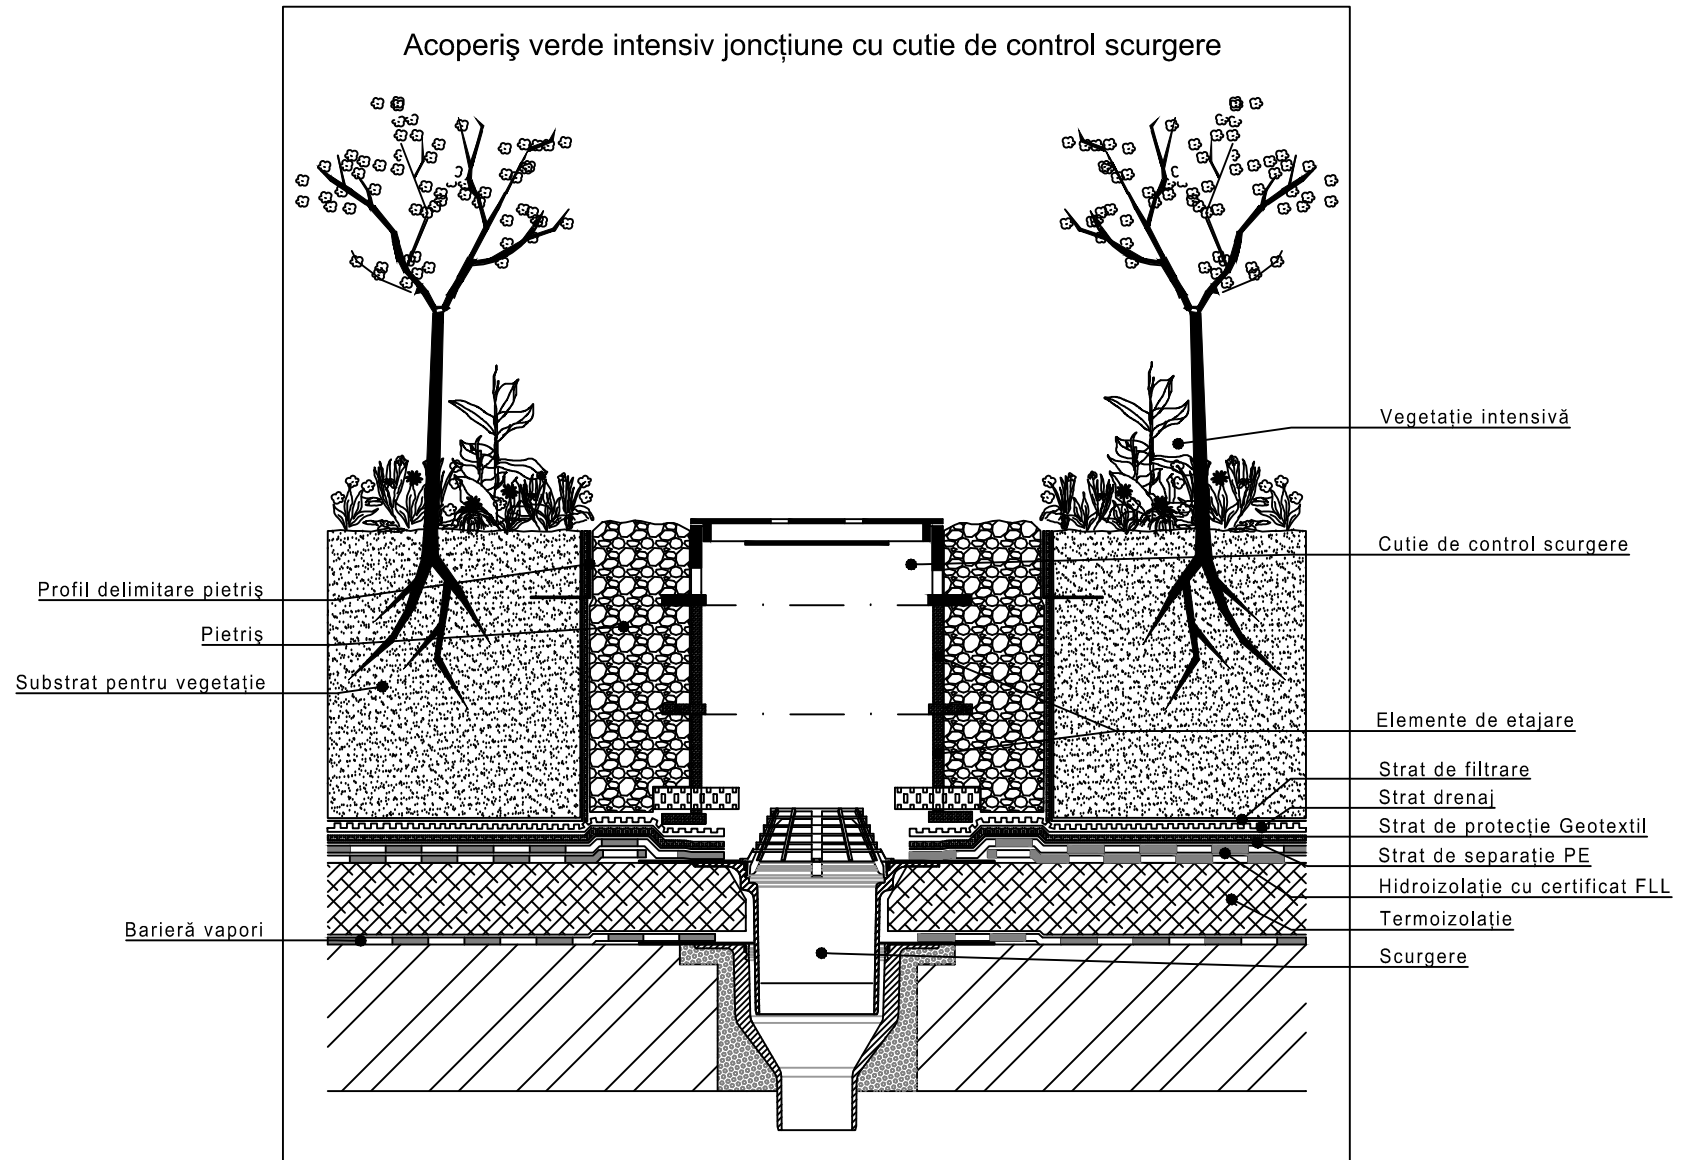 Acoperiş verde intensiv joncțiune cu cutie de control scurgere
Vegetație intensivă
Cutie de control scurgere
Profil delimitare pietriş
Pietriş
Substrat pentru vegetație
Elemente de etajare
Strat de filtrare
Strat drenaj
Strat de protecție Geotextil
Strat de separație PE
Hidroizolație cu certificat FLL
Termoizolație
Barieră vapori
Scurgere